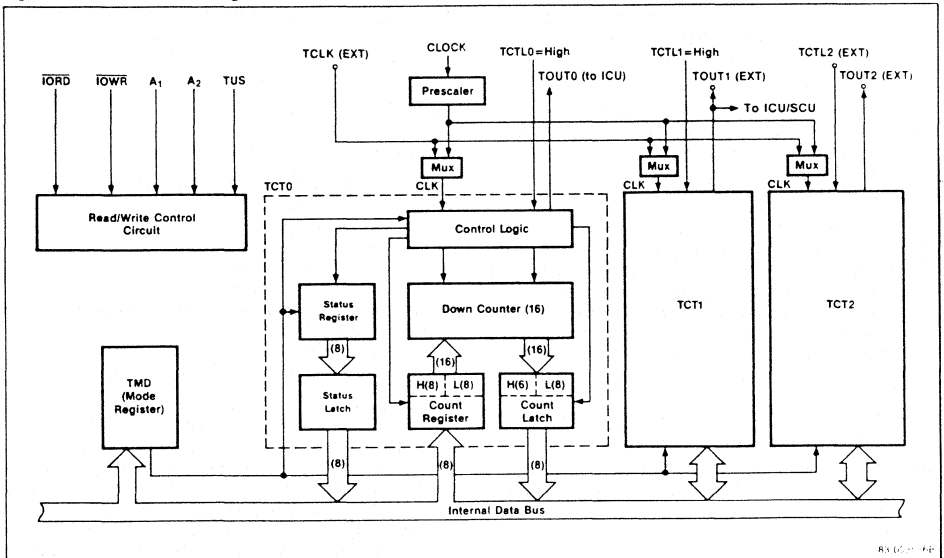 CLOCK
TCLK (EXT)
TCTL0=High
TCTL1=High
TCTL2 (EXT)
IORD
IOWR
A1
A2
TUS
TOUT0 (to ICU)
TOUT1 (EXT)
TOUT2 (EXT)
Prescaler
To ICU/SCU
Mux
Mux
Mux
TCT0
CLK
CLK
CLK
Read/Write Control
Circuit
Control Logic
Status
Register
Down Counter (16)
TCT1
TCT2
(8)
(16)
(16)
TMD
(Mode
Register)
Status
Latch
H(8)
L(8)
Count
Register
H(6)
L(8)
Count
Latch
(8)
(8)
(8)
Internal Data Bus